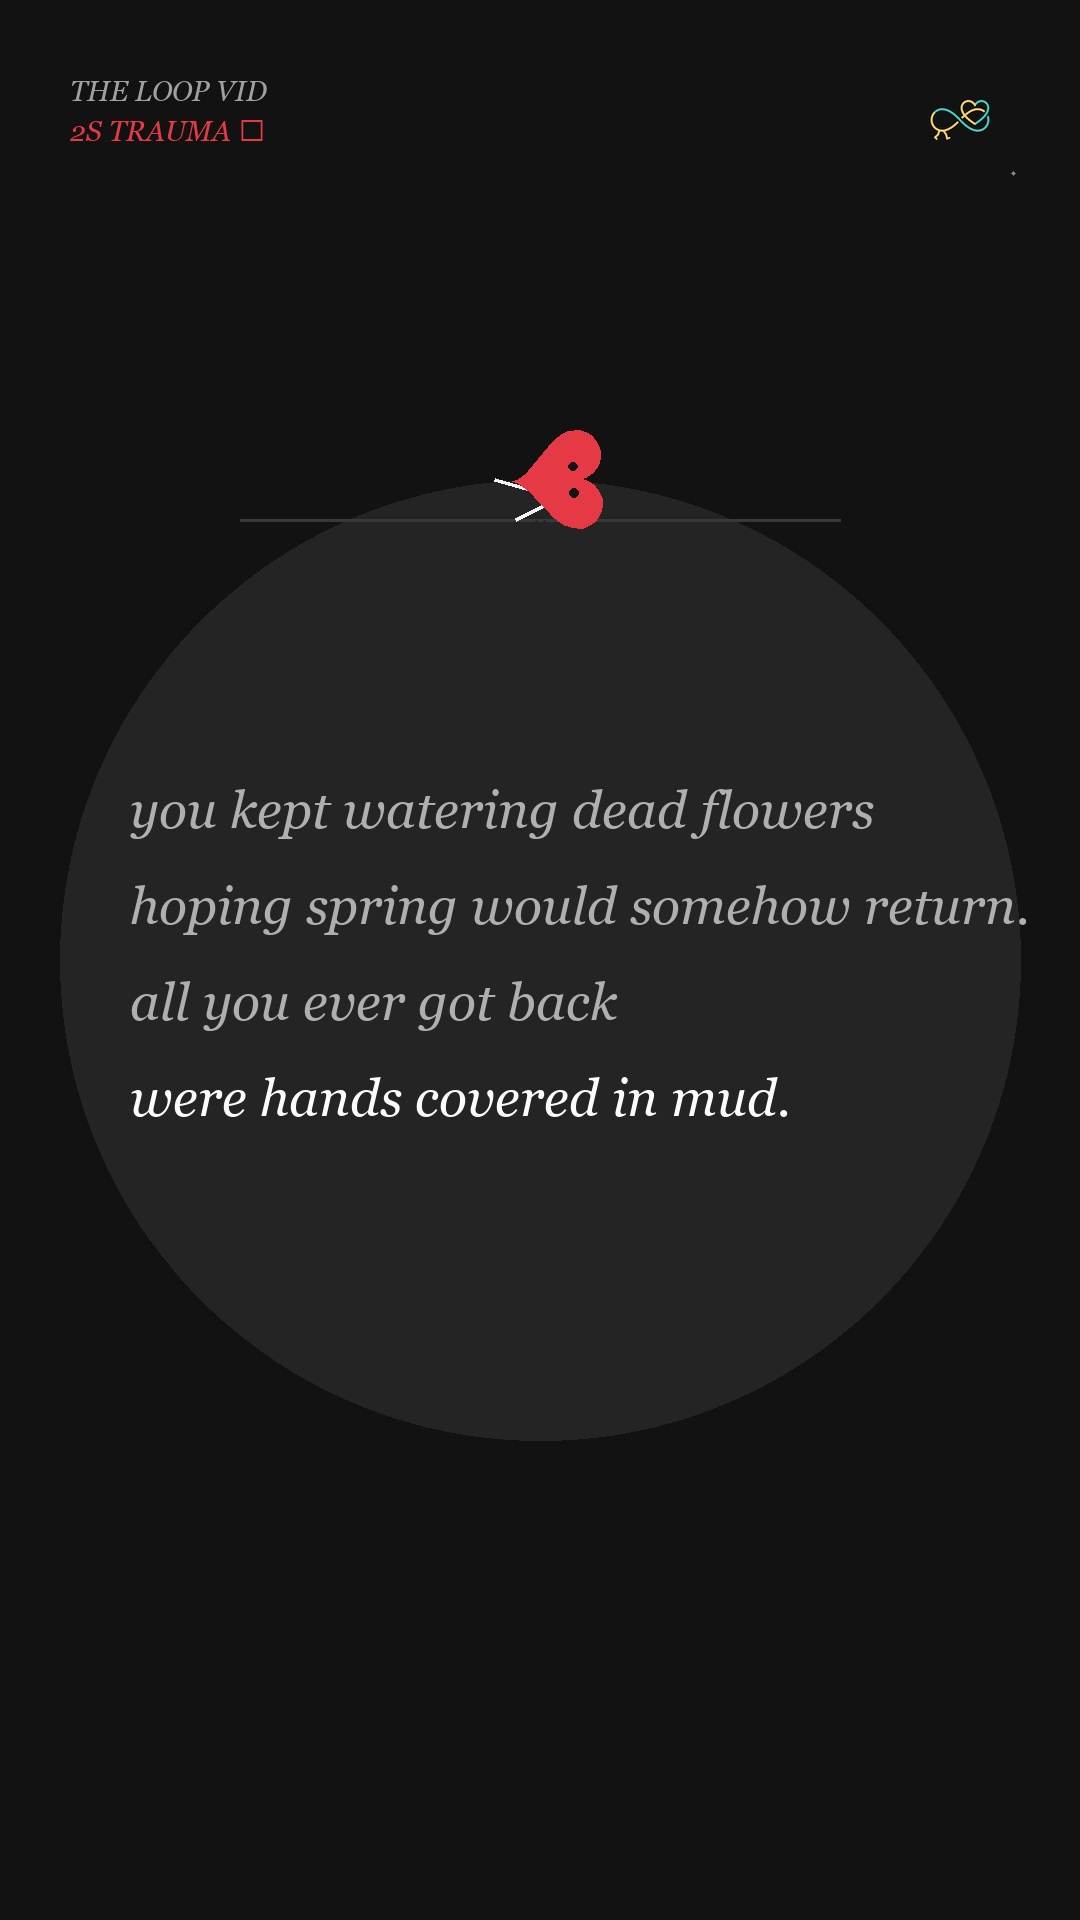 THE LOOP VID
2S TRAUMA □
you kept watering dead flowers
hoping spring would somehow return.
all you ever got back
were hands covered in mud.